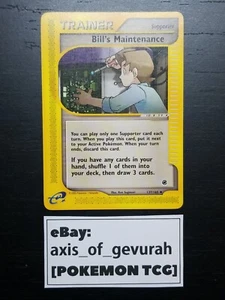 TRAINER
Supporter
Bill's Maintenance
You can play only one Supporter card each
turn. When you play this card, put it next
to your Active Pokémon. When your turn
ends, discard this card.
If you have any cards in your
hand, shuffle 1 of them into
your deck, then draw 3 cards.
137/165
eBay:
axis_of_gevurah
[POKEMON TCG]